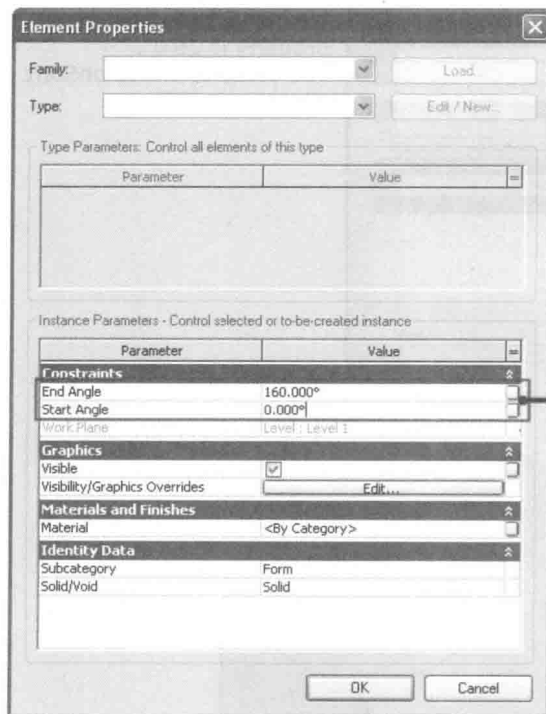 Element Properties
Family: Load...
Type: Edit / New...
Type Parameters: Control all elements of this type
Parameter Value =
Instance Parameters - Control selected or to-be-created instance
Parameter Value =
Constraints
End Angle 160.000°
Start Angle 0.000°
Work Plane Level : Level 1
Graphics
Visible
Visibility/Graphics Overrides Edit...
Materials and Finishes
Material <By Category>
Identity Data
Subcategory Form
Solid/Void Solid
OK Cancel